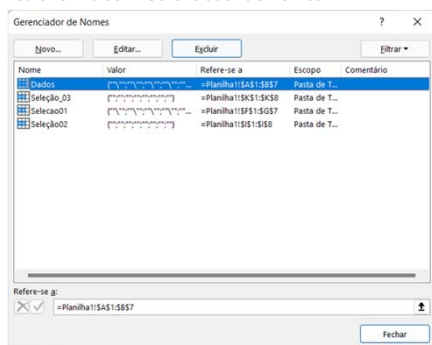 Gerenciador de Nomes ? ×
Novo... Editar... Excluir Filtrar
Nome Valor Refere-se a Escopo Comentário
Dados =Planilha1!$A$1:$B$7 Pasta de T...
Seleção_03 =Planilha1!$K$1:$K$8 Pasta de T...
Selecao01 =Planilha1!$F$1:$G$7 Pasta de T...
Seleção02 =Planilha1!$I$1:$I$8 Pasta de T...
Refere-se a:
=Planilha1!$A$1:$B$7
Fechar